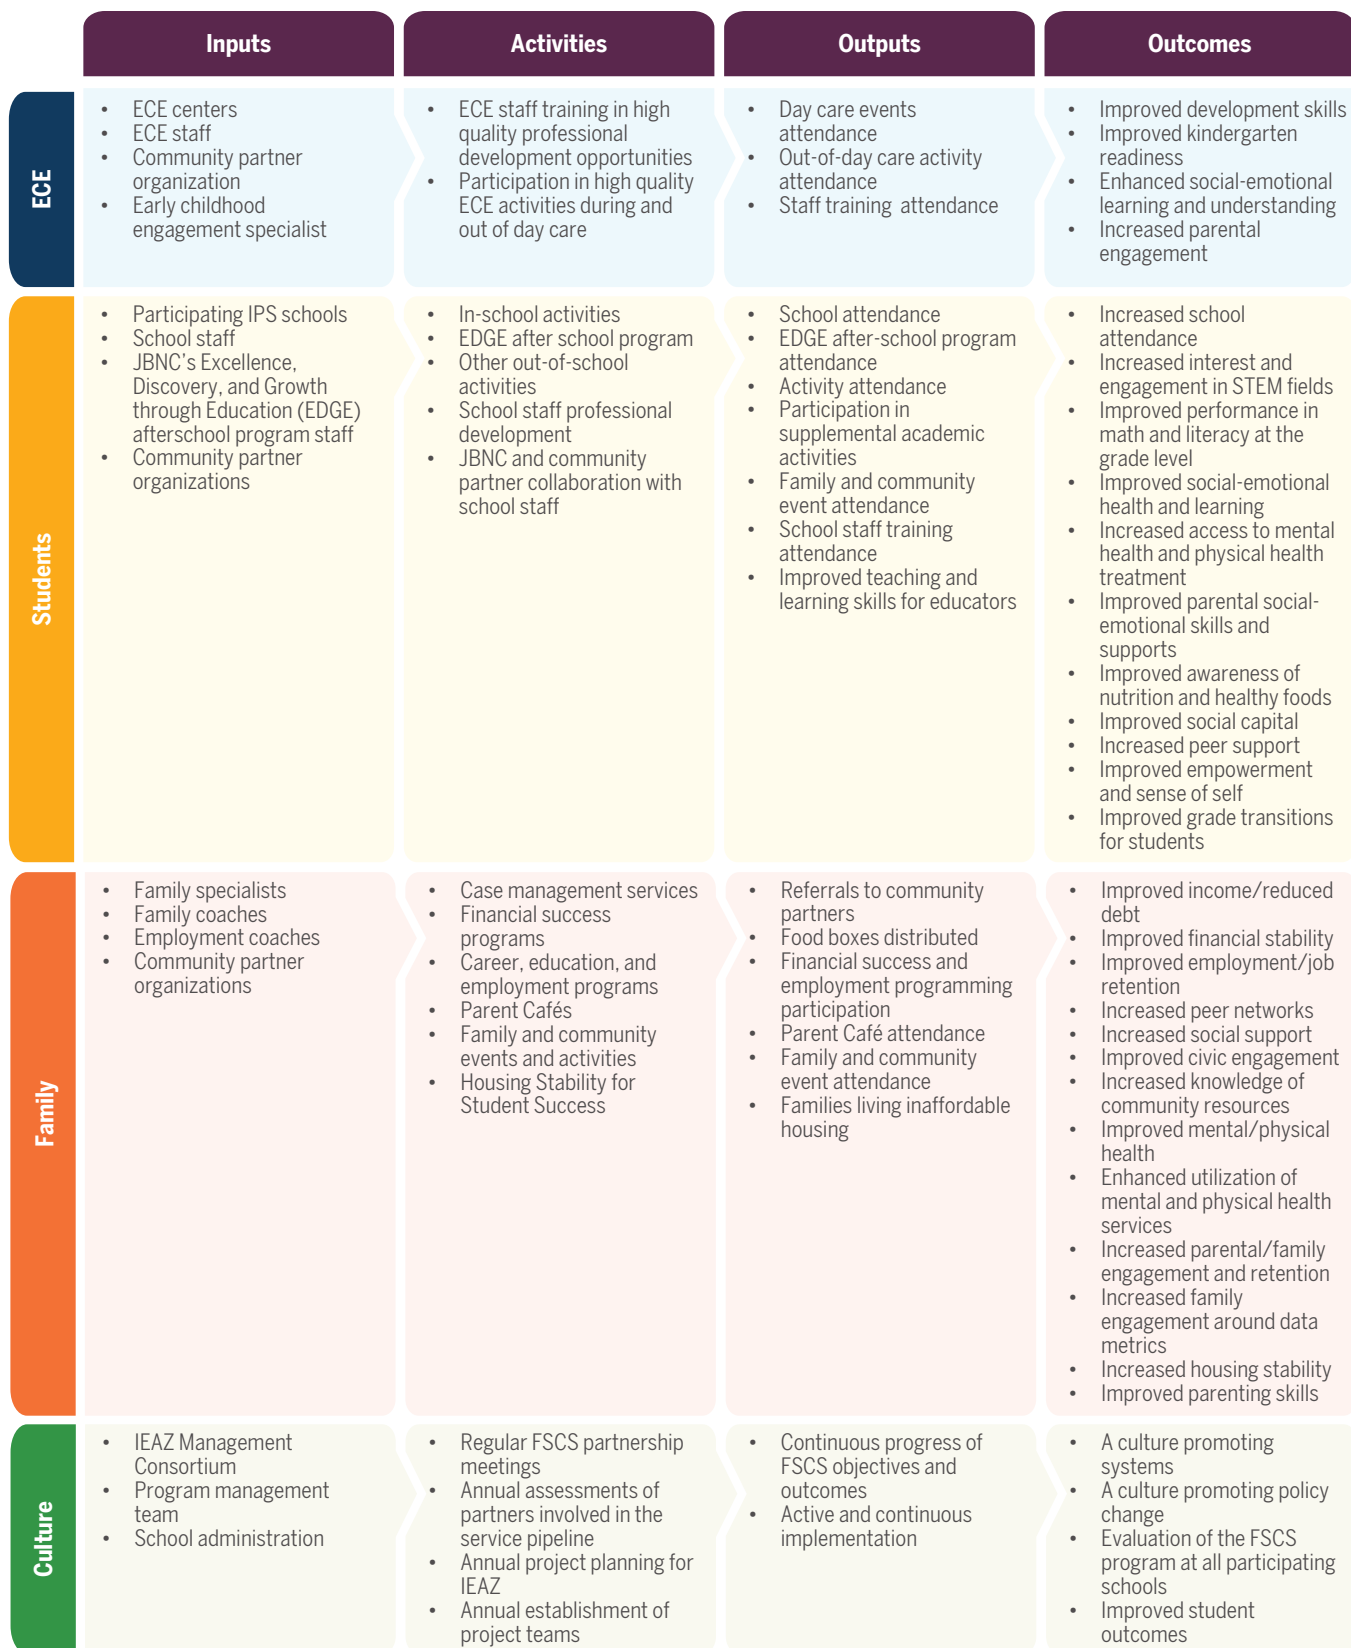 Inputs
Activities
Outputs
Outcomes
ECE
• ECE centers
• ECE staff
• Community partner
organization
• Early childhood
engagement specialist
• ECE staff training in high
quality professional
development opportunities
• Participation in high quality
ECE activities during and
out of day care
• Day care events
attendance
• Out-of-day care activity
attendance
• Staff training attendance
• Improved development skills
• Improved kindergarten
readiness
• Enhanced social-emotional
learning and understanding
• Increased parental
engagement
Students
• Participating IPS schools
• School staff
• JBNC's Excellence,
Discovery, and Growth
through Education (EDGE)
afterschool program staff
• Community partner
organizations
• In-school activities
• EDGE after school program
• Other out-of-school
activities
• School staff professional
development
• JBNC and community
partner collaboration with
school staff
• School attendance
• EDGE after-school program
attendance
• Activity attendance
• Participation in
supplemental academic
activities
• Family and community
event attendance
• School staff training
attendance
• Improved teaching and
learning skills for educators
• Increased school
attendance
• Increased interest and
engagement in STEM fields
• Improved performance in
math and literacy at the
grade level
• Improved social-emotional
health and learning
• Increased access to mental
health and physical health
treatment
• Improved parental social-
emotional skills and
supports
• Improved awareness of
nutrition and healthy foods
• Improved social capital
• Increased peer support
• Improved empowerment
and sense of self
• Improved grade transitions
for students
Family
• Family specialists
• Family coaches
• Employment coaches
• Community partner
organizations
• Case management services
• Financial success
programs
• Career, education, and
employment programs
• Parent Cafés
• Family and community
events and activities
• Housing Stability for
Student Success
• Referrals to community
partners
• Food boxes distributed
• Financial success and
employment programming
participation
• Parent Café attendance
• Family and community
event attendance
• Families living inaffordable
housing
• Improved income/reduced
debt
• Improved financial stability
• Improved employment/job
retention
• Increased peer networks
• Increased social support
• Improved civic engagement
• Increased knowledge of
community resources
• Improved mental/physical
health
• Enhanced utilization of
mental and physical health
services
• Increased parental/family
engagement and retention
• Increased family
engagement around data
metrics
• Increased housing stability
• Improved parenting skills
Culture
• IEAZ Management
Consortium
• Program management
team
• School administration
• Regular FSCS partnership
meetings
• Annual assessments of
partners involved in the
service pipeline
• Annual project planning for
IEAZ
• Annual establishment of
project teams
• Continuous progress of
FSCS objectives and
outcomes
• Active and continuous
implementation
• A culture promoting
systems
• A culture promoting policy
change
• Evaluation of the FSCS
program at all participating
schools
• Improved student
outcomes